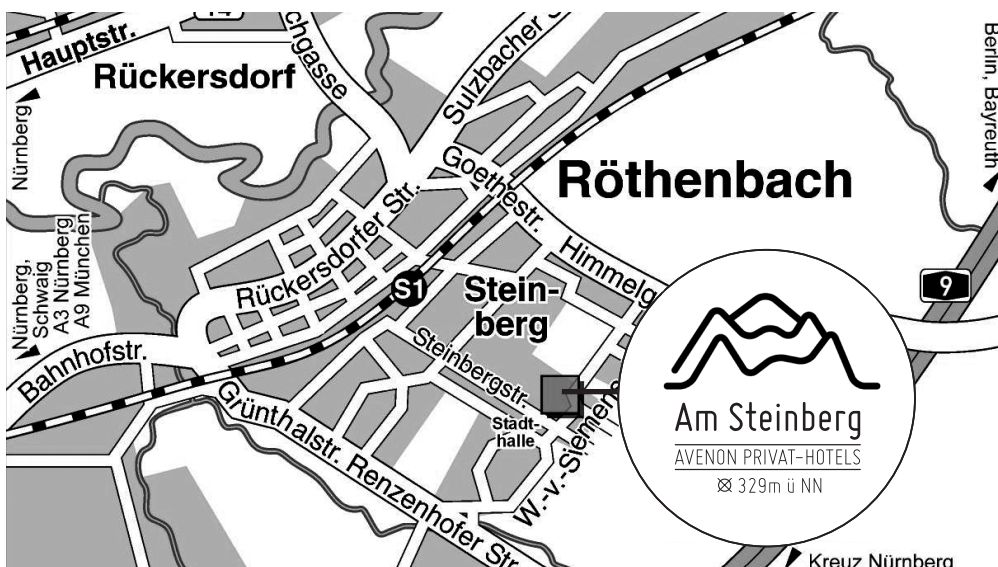 14
Hauptstr.
Rückersdorf
chgasse
Sulzbacher S
Berlin, Bayreuth
Nürnberg
Goethestr.
Röthenbach
Rückersdorfer Str.
Himmelg
Nürnberg,
Schwaig
A3 Nürnberg
A9 München
S1
Stein-
berg
9
Bahnhofstr.
Steinbergstr.
Grünthalstr.
Stadt-
halle
W.-v.-Siemens
Renzenhofer Str.
Am Steinberg
AVENON PRIVAT-HOTELS
329m ü NN
Kreuz Nürnberg